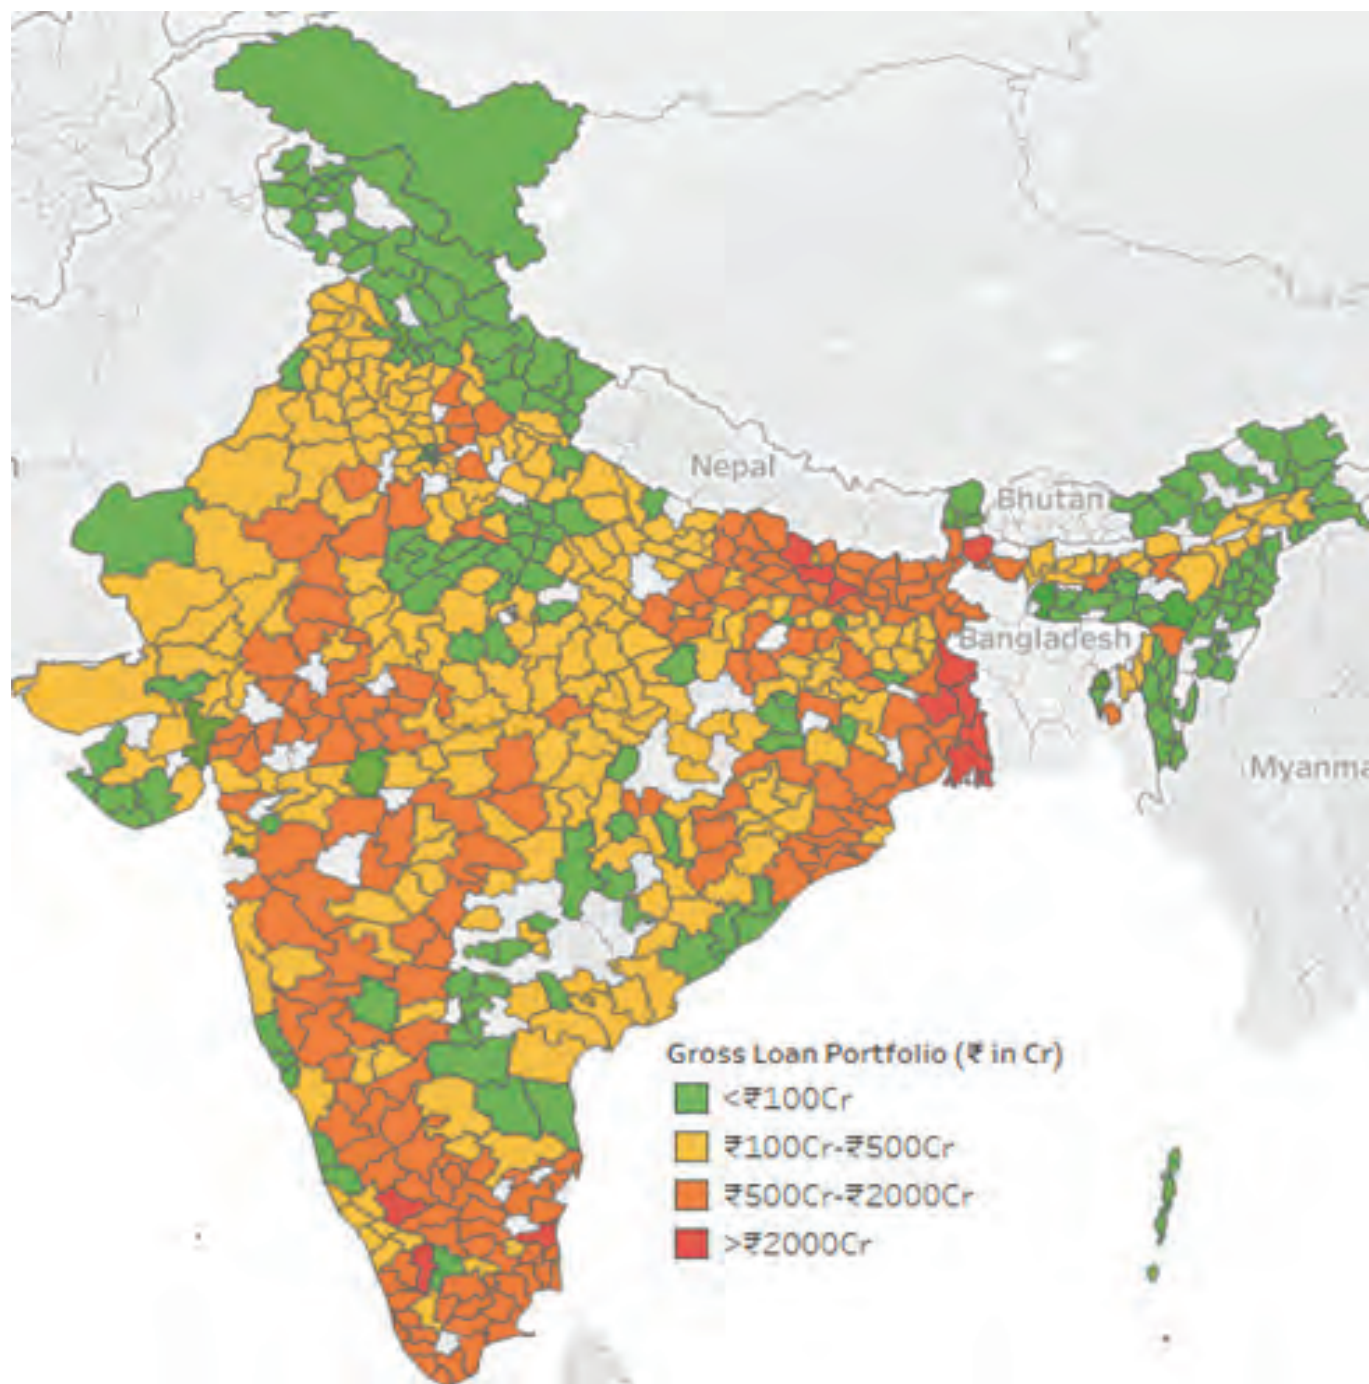 n
Nepal
Bhutan
Bangladesh
Myanma
Gross Loan Portfolio (₹ in Cr)
<₹100Cr
₹100Cr-₹500Cr
₹500Cr-₹2000Cr
>₹2000Cr